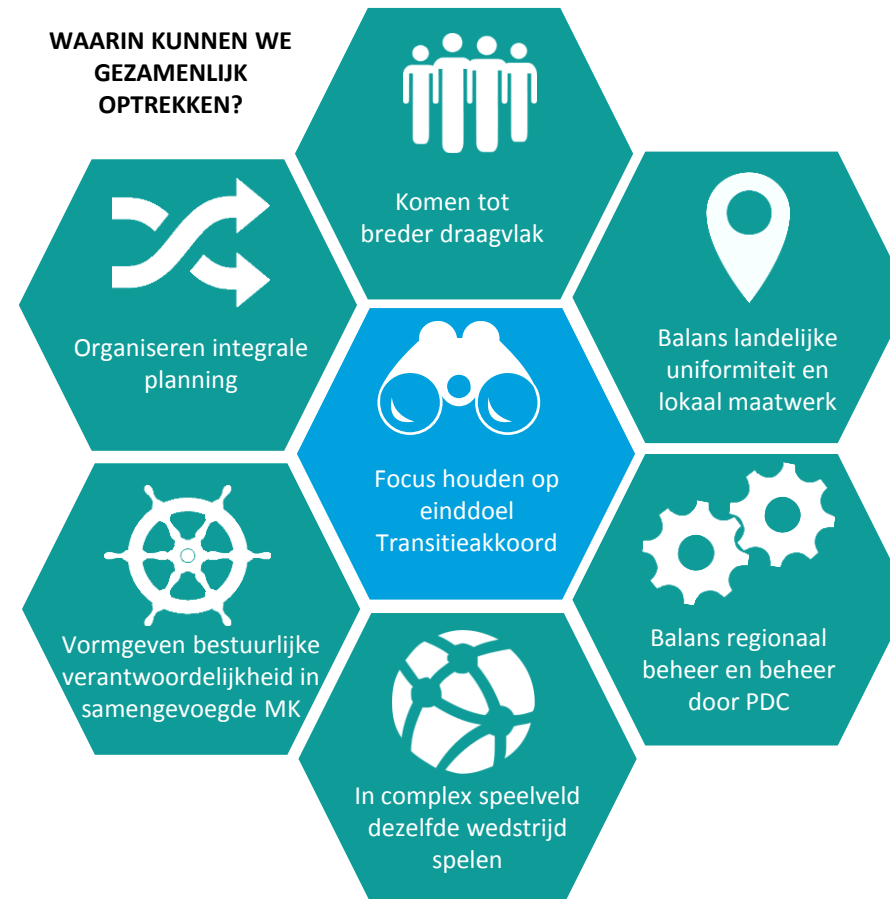 WAARIN KUNNEN WE
GEZAMENLIJK
OPTREKKEN?
Komen tot
breder draagvlak
Organiseren integrale
planning
Balans landelijke
uniformiteit en
lokaal maatwerk
Focus houden op
einddoel
Transitieakkoord
Vormgeven bestuurlijke
verantwoordelijkheid in
samengevoegde MK
Balans regionaal
beheer en beheer
door PDC
In complex speelveld
dezelfde wedstrijd
spelen